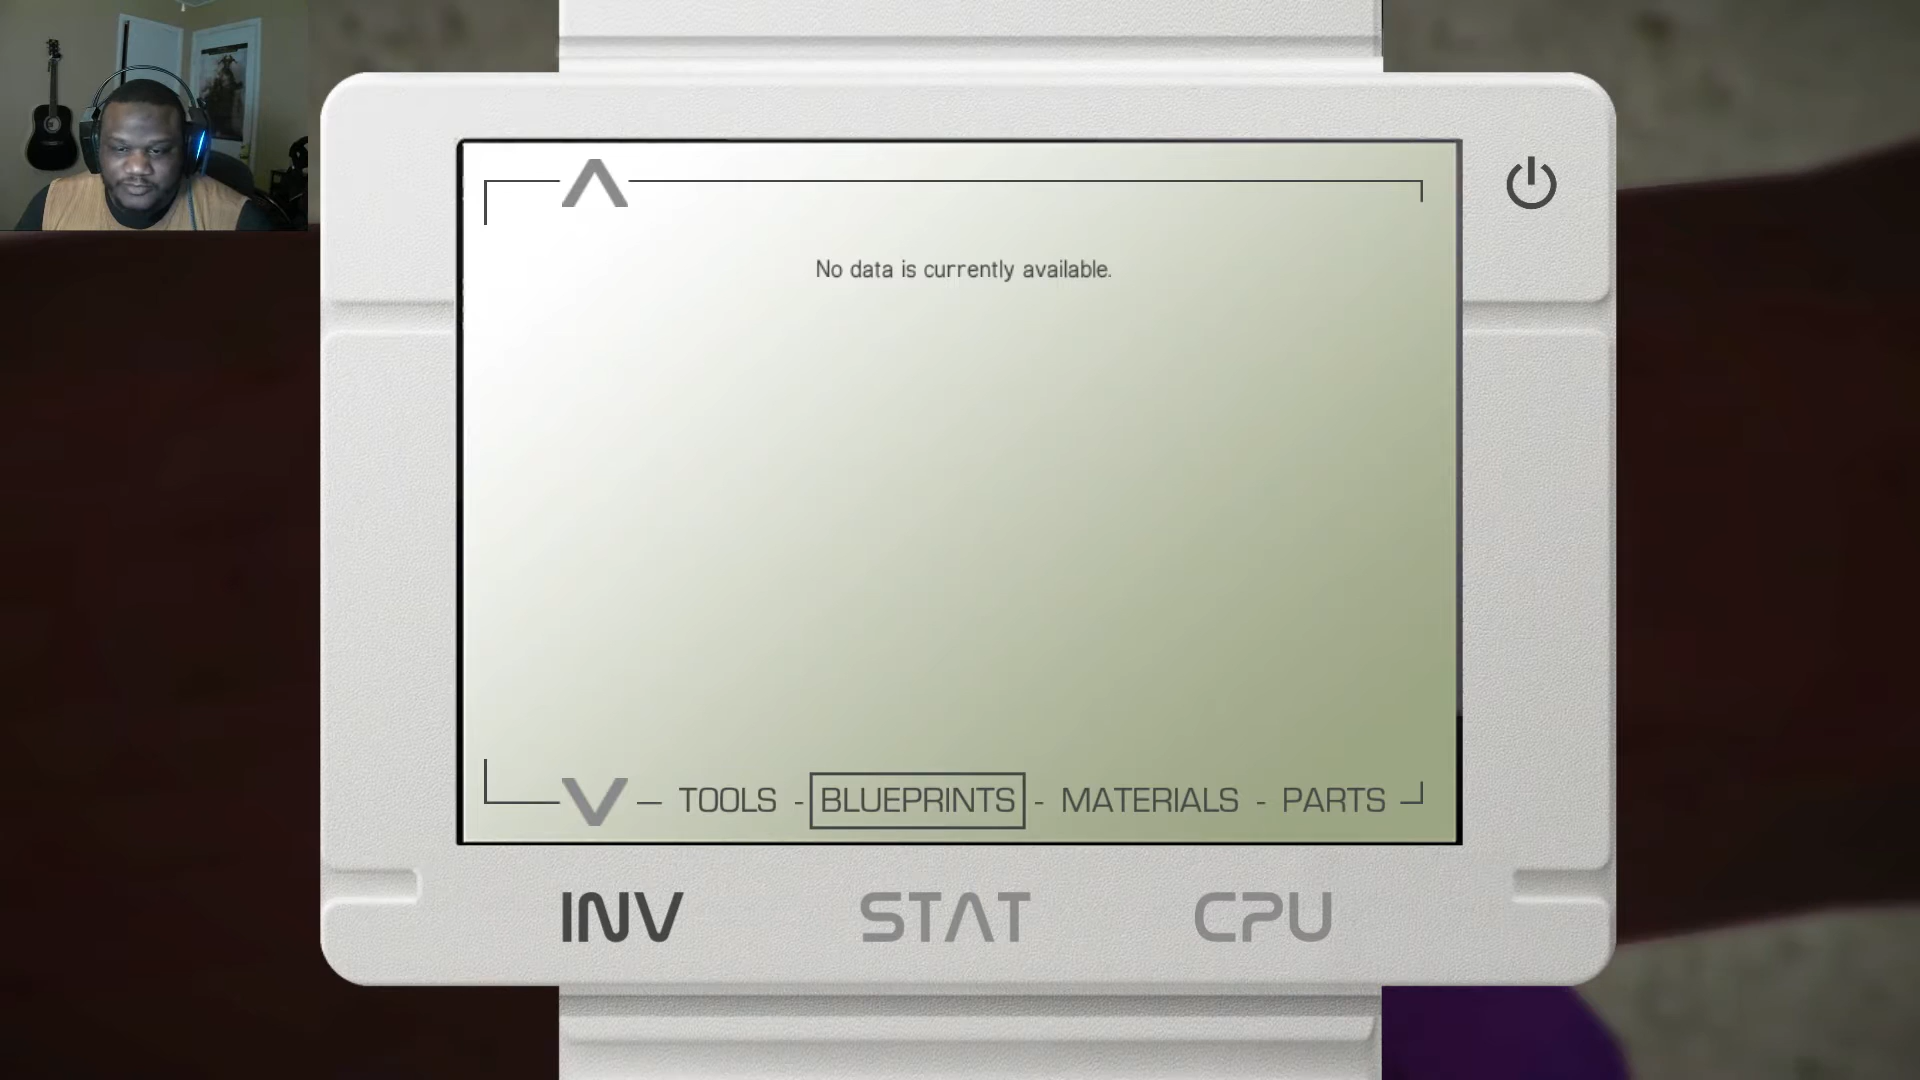 No data is currently available.
TOOLS - BLUEPRINTS - MATERIALS - PARTS
INV STAT CPU